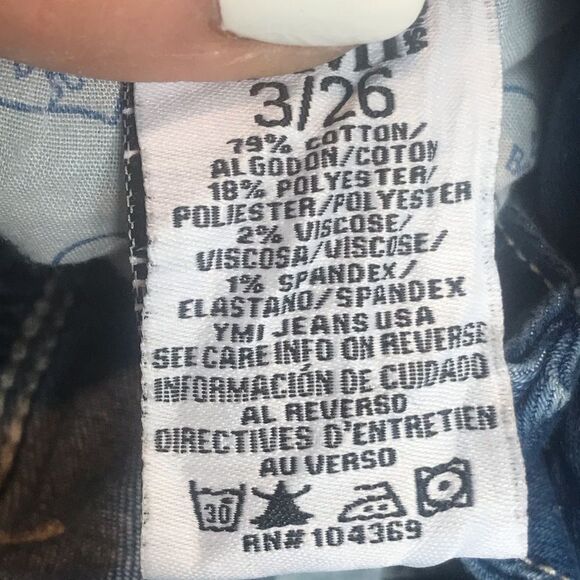 3/26
79% COTTON/
ALGODON/COTON
18% POLYESTER/
POLIESTER/POLYESTER
2% VISCOSE/
VISCOSA/VISCOSE/
1% SPANDEX/
ELASTANO/SPANDEX
YMI JEANS USA
SEE CARE INFO ON REVERSE
INFORMACIÓN DE CUIDADO
AL REVERSO
DIRECTIVES D'ENTRETIEN
AU VERSO
30
RN# 104369